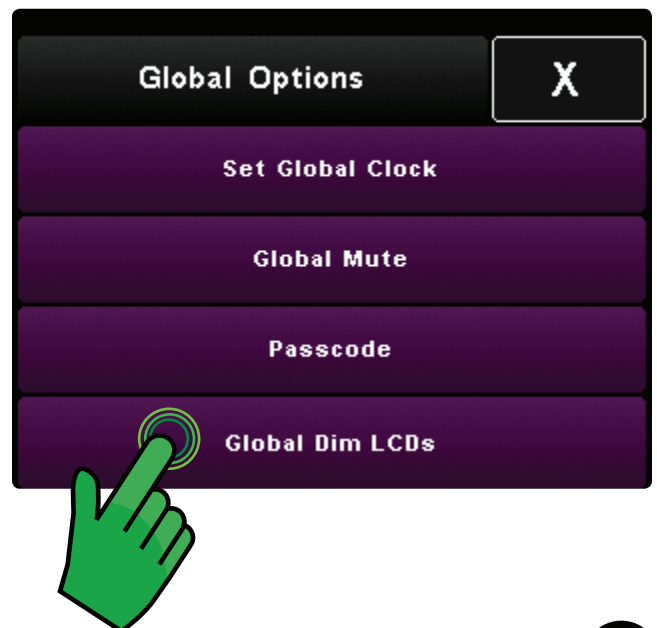 Global Options X
Set Global Clock
Global Mute
Passcode
Global Dim LCDs